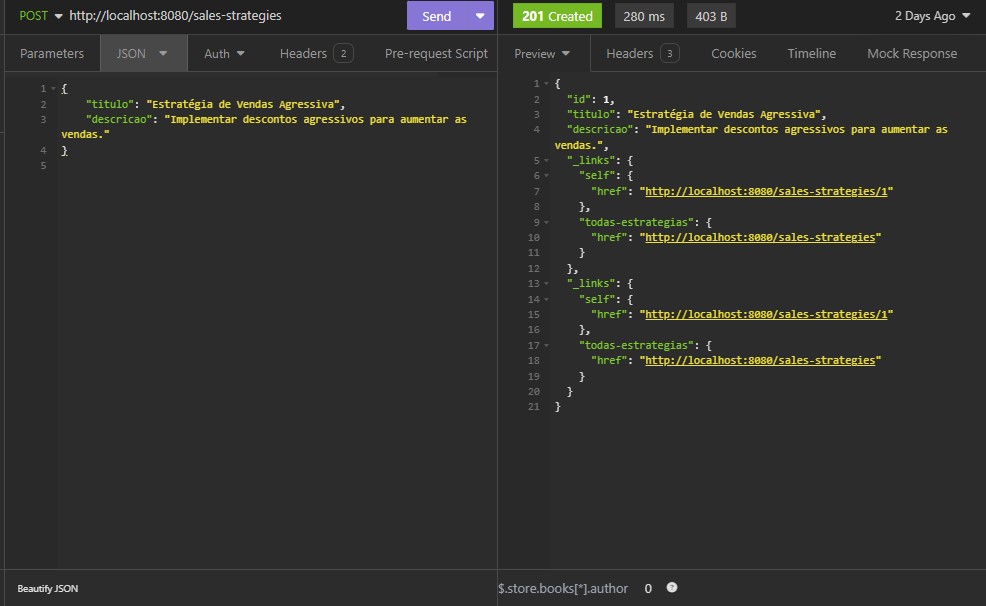 POST http://localhost:8080/sales-strategies Send 201 Created 280 ms 403 B 2 Days Ago
Parameters JSON Auth Headers 2 Pre-request Script Preview Headers 3 Cookies Timeline Mock Response
1 {
2 "titulo": "Estratégia de Vendas Agressiva",
3 "descricao": "Implementar descontos agressivos para aumentar as
vendas."
4 }
5
1 {
2 "id": 1,
3 "titulo": "Estratégia de Vendas Agressiva",
4 "descricao": "Implementar descontos agressivos para aumentar as
vendas.",
5 "_links": {
6 "self": {
7 "href": "http://localhost:8080/sales-strategies/1"
8 },
9 "todas-estrategias": {
10 "href": "http://localhost:8080/sales-strategies"
11 }
12 },
13 "_links": {
14 "self": {
15 "href": "http://localhost:8080/sales-strategies/1"
16 },
17 "todas-estrategias": {
18 "href": "http://localhost:8080/sales-strategies"
19 }
20 }
21 }
Beautify JSON $.store.books[*].author 0 ?